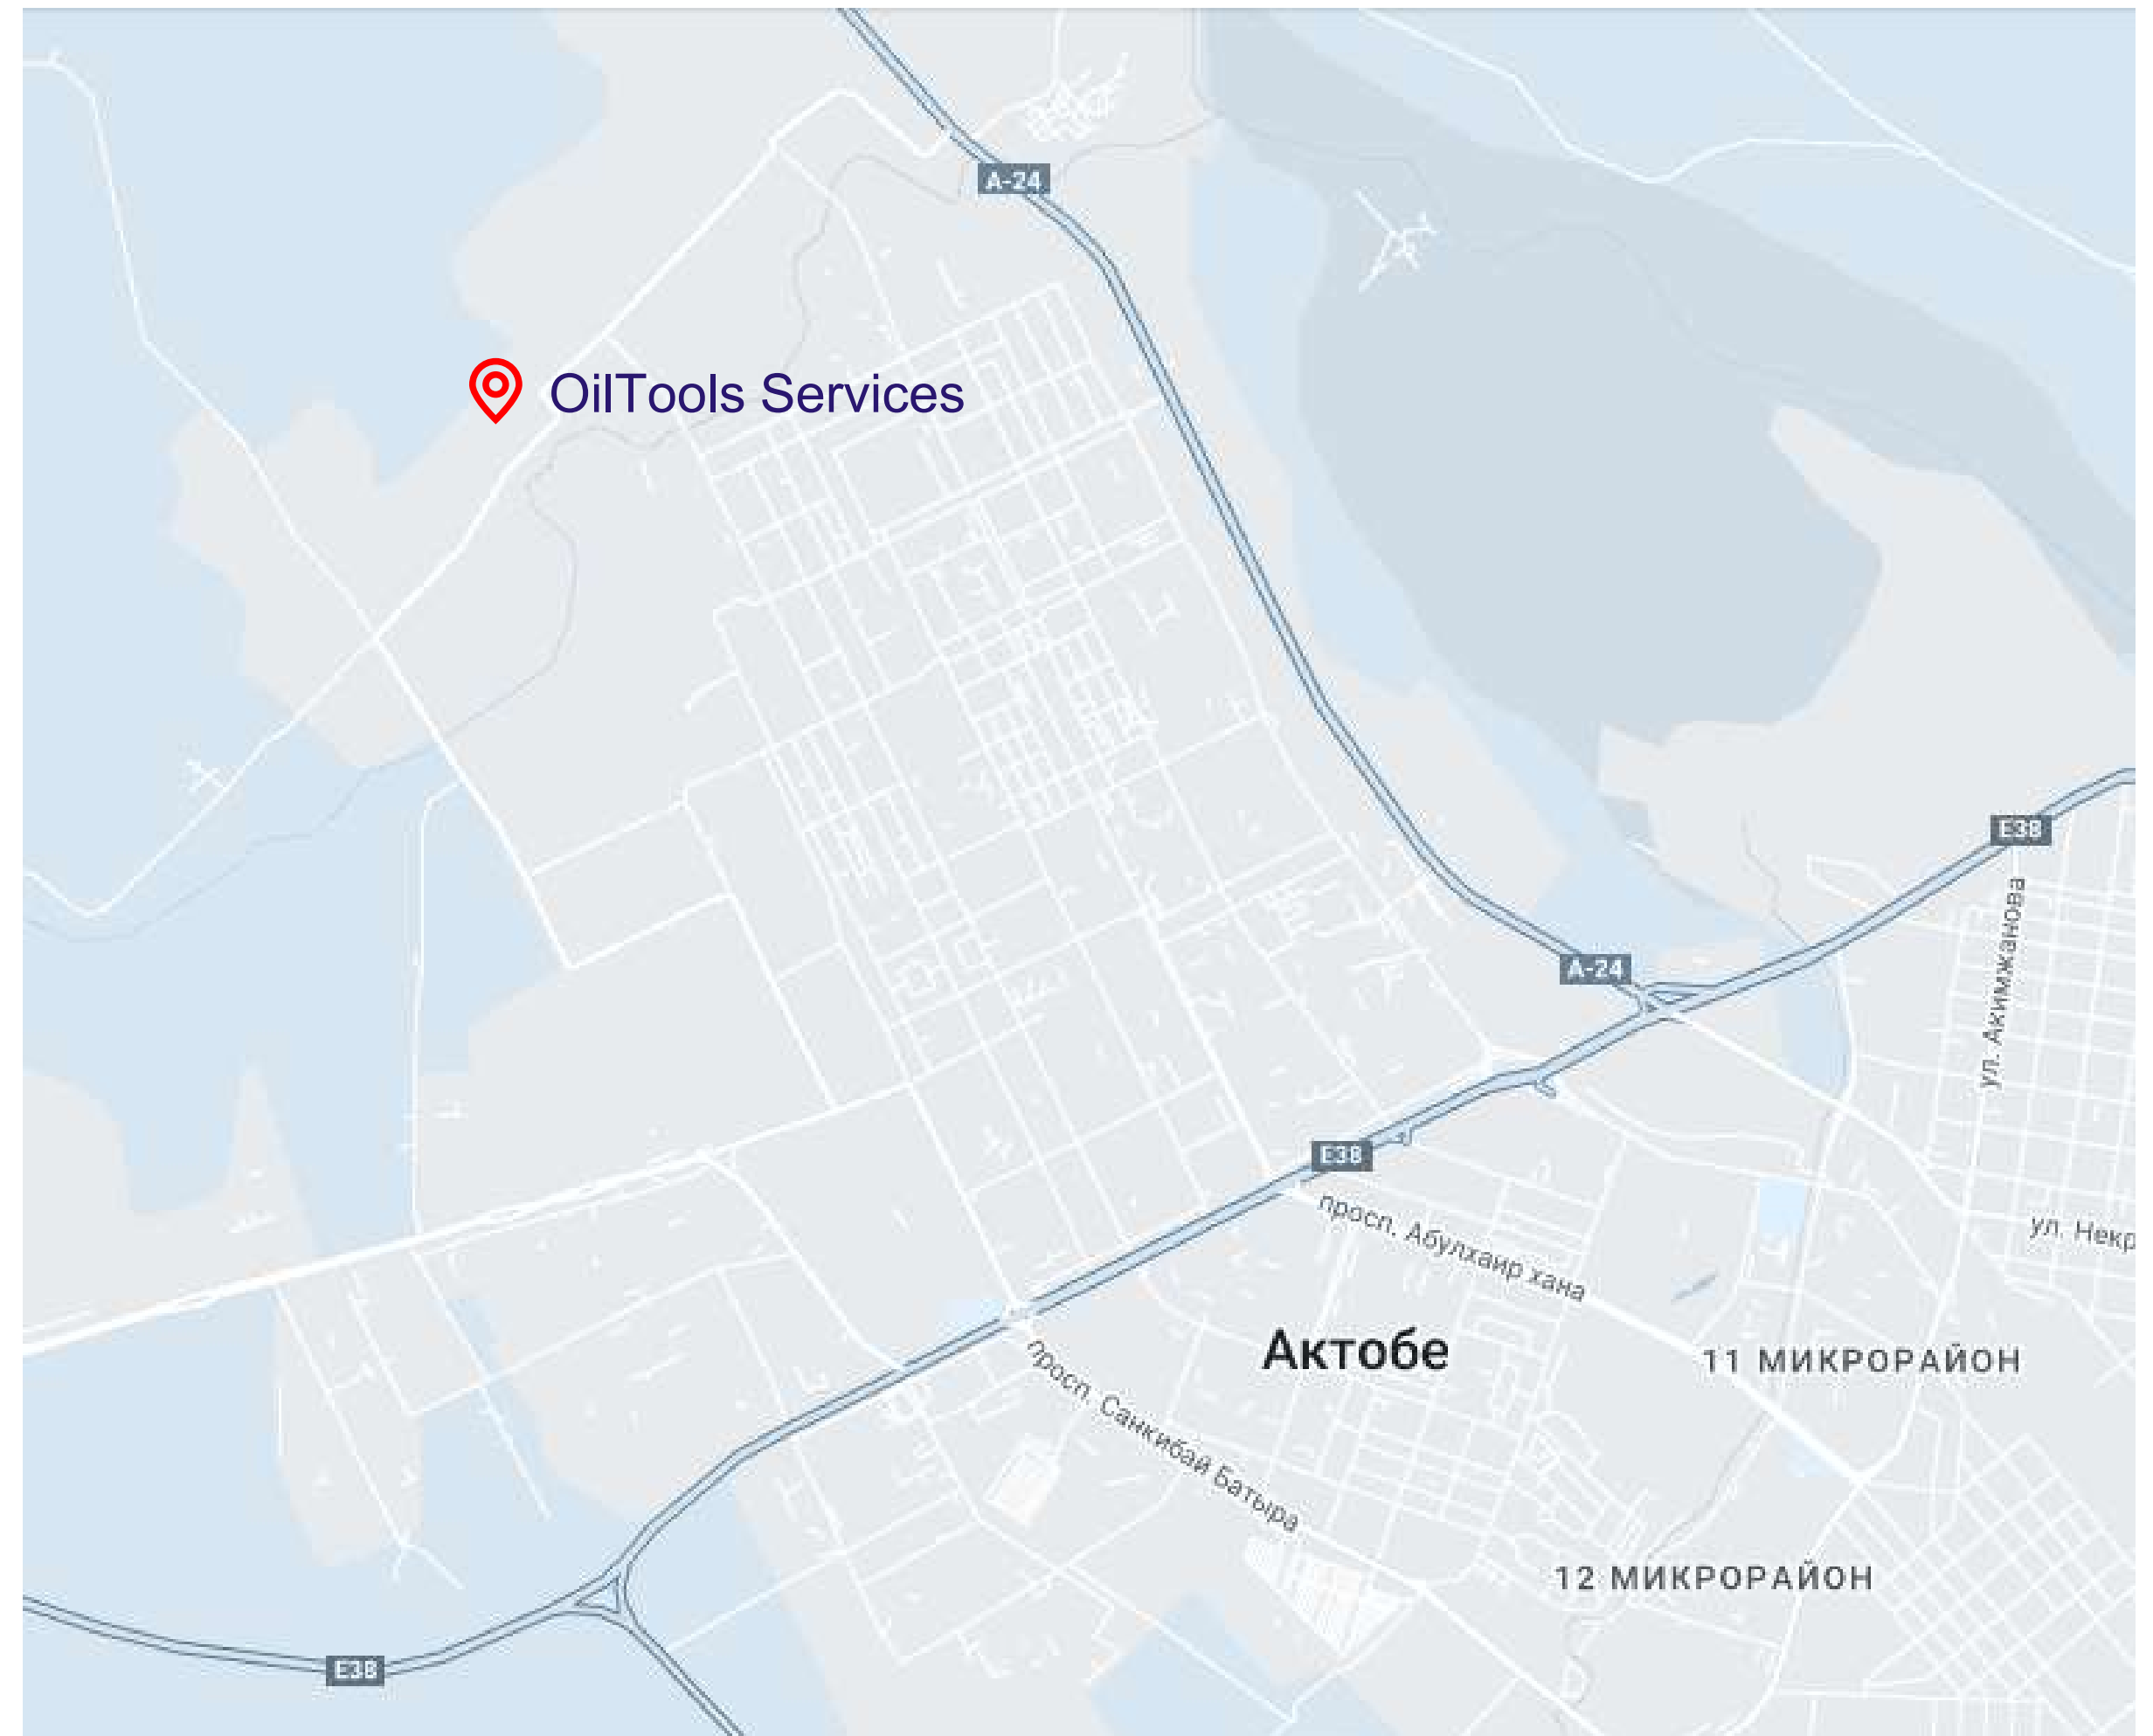 А-24
OilTools Services
E38
ул. Акимжанова
А-24
E38
просп. Абулхаир хана
ул. Некр
Актобе
11 МИКРОРАЙОН
просп. Санкибай Батыра
12 МИКРОРАЙОН
E38